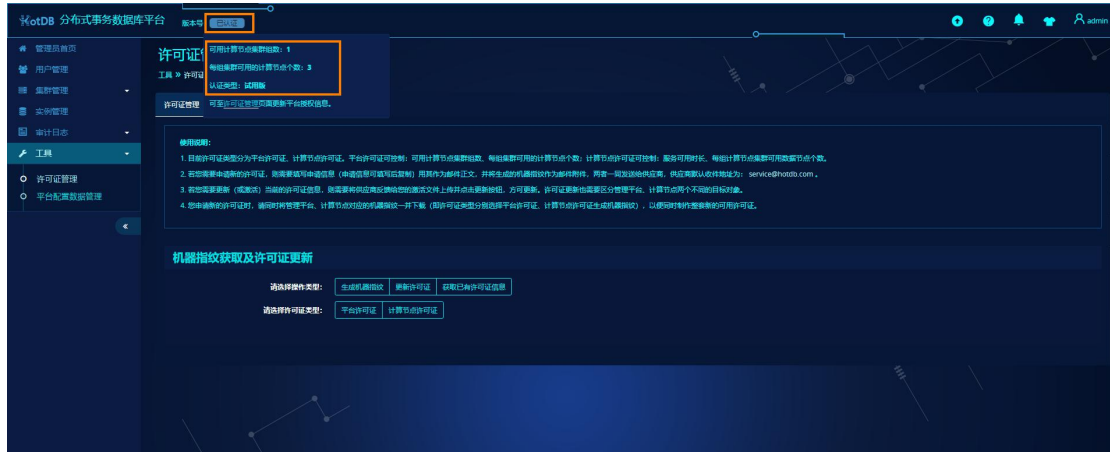 HotDB 分布式事务数据库平台 版本号 已认证 admin
管理员首页
用户管理
集群管理
实例管理
审计日志
工具
许可证管理
平台配置数据管理
可用计算节点集群组数：1
每组集群可用的计算节点个数：3
认证类型：试用版
可至许可证管理页面更新平台授权信息。
许可证
工具 » 许可证
许可证管理
使用说明：
1. 目前许可证类型分为平台许可证、计算节点许可证。平台许可证可控制：可用计算节点集群组数、每组集群可用的计算节点个数；计算节点许可证可控制：服务可用时长、每组计算节点集群可用数据节点个数。
2. 若您需要申请新的许可证，则需要填写申请信息（申请信息可填写后复制）用其作为邮件正文，并将生成的机器指纹作为邮件附件，两者一同发送给供应商，供应商默认收件地址为：service@hotdb.com 。
3. 若您需要更新（或激活）当前的许可证信息，则需要将供应商反馈给您的激活文件上传并点击更新按钮，方可更新。许可证更新也需要区分管理平台、计算节点两个不同的目标对象。
4. 您申请新的许可证时，请同时将管理平台、计算节点对应的机器指纹一并下载（即许可证类型分别选择平台许可证、计算节点许可证生成机器指纹），以便同时制作整套新的可用许可证。
机器指纹获取及许可证更新
请选择操作类型： 生成机器指纹 更新许可证 获取已有许可证信息
请选择许可证类型： 平台许可证 计算节点许可证